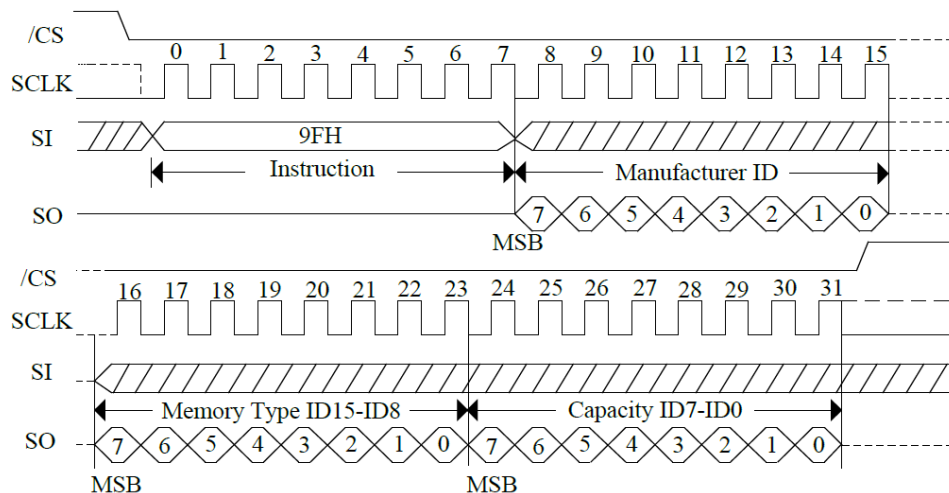 /CS
0 1 2 3 4 5 6 7 8 9 10 11 12 13 14 15
SCLK
SI 9FH
Instruction Manufacturer ID
SO 7 6 5 4 3 2 1 0
MSB
/CS
16 17 18 19 20 21 22 23 24 25 26 27 28 29 30 31
SCLK
SI
Memory Type ID15-ID8 Capacity ID7-ID0
SO 7 6 5 4 3 2 1 0 7 6 5 4 3 2 1 0
MSB MSB